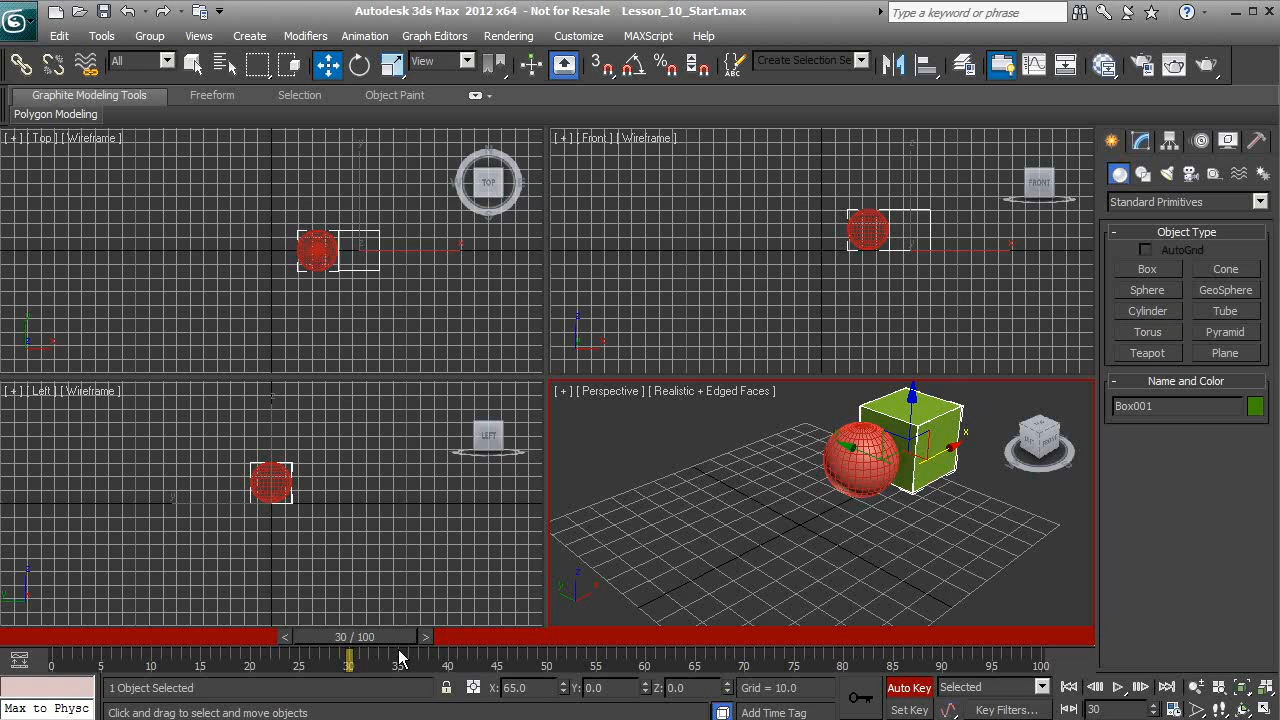 Autodesk 3ds Max 2012 x64 - Not for Resale Lesson_10_Start.max
Type a keyword or phrase
Edit Tools Group Views Create Modifiers Animation Graph Editors Rendering Customize MAXScript Help
All View Create Selection Se
Graphite Modeling Tools Freeform Selection Object Paint
Polygon Modeling
[ + ] [ Top ] [ Wireframe ]
[ + ] [ Front ] [ Wireframe ]
TOP
FRONT
Standard Primitives
- Object Type
AutoGrid
Box Cone
Sphere GeoSphere
Cylinder Tube
Torus Pyramid
Teapot Plane
- Name and Color
Box001
[ + ] [ Left ] [ Wireframe ]
[ + ] [ Perspective ] [ Realistic + Edged Faces ]
LEFT
< 30 / 100 >
0 5 10 15 20 25 30 40 45 50 55 60 65 70 75 80 85 90 95 100
1 Object Selected X: 65.0 Y: 0.0 Z: 0.0 Grid = 10.0 Auto Key Selected
Max to Physc Click and drag to select and move objects Add Time Tag Set Key Key Filters... 30